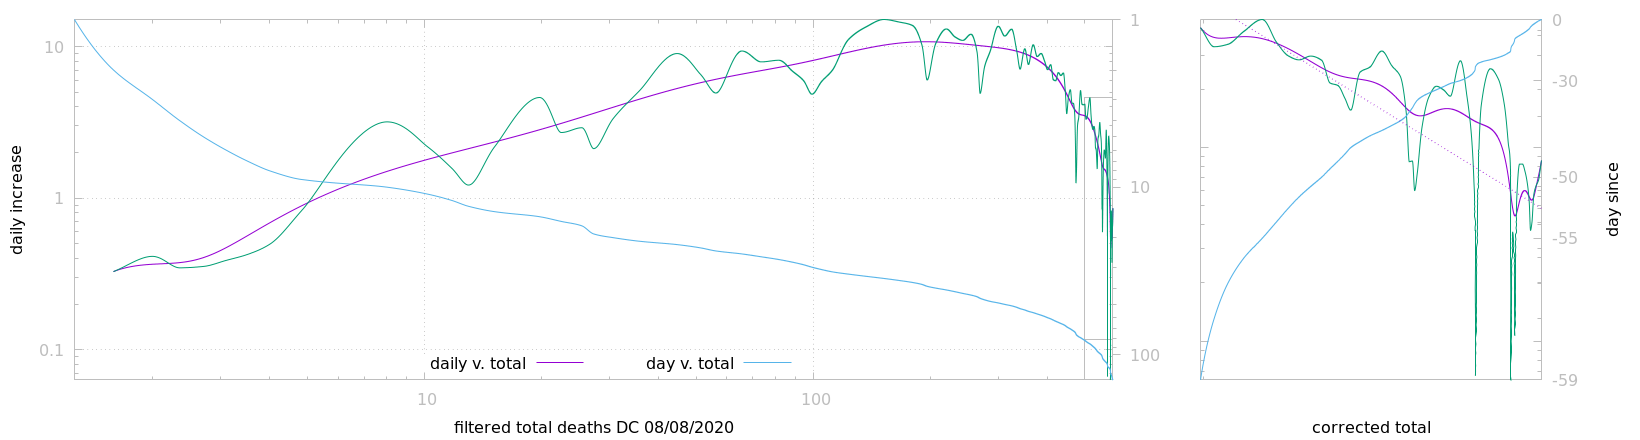 10
1
0.1
daily increase
daily v. total
day v. total
10
100
filtered total deaths DC 08/08/2020
1
10
100
0
-30
-50
-55
-59
day since
corrected total